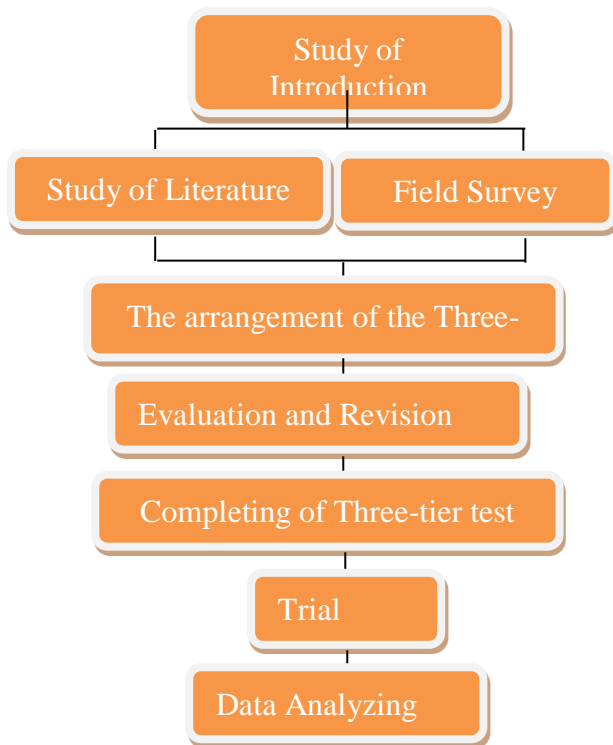 Study of
Introduction
Study of Literature
Field Survey
The arrangement of the Three-
Evaluation and Revision
Completing of Three-tier test
Trial
Data Analyzing